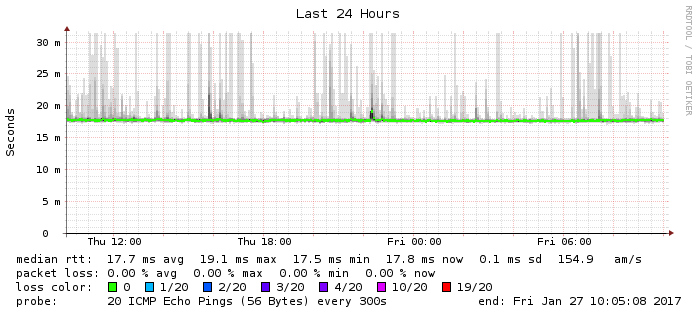 Last 24 Hours
RRDTOOL / TOBI OETIKER
Seconds
30 m
25 m
20 m
15 m
10 m
5 m
0
Thu 12:00 Thu 18:00 Fri 00:00 Fri 06:00
median rtt: 17.7 ms avg 19.1 ms max 17.5 ms min 17.8 ms now 0.1 ms sd 154.9 am/s
packet loss: 0.00 % avg 0.00 % max 0.00 % min 0.00 % now
loss color: 0 1/20 2/20 3/20 4/20 10/20 19/20
probe: 20 ICMP Echo Pings (56 Bytes) every 300s end: Fri Jan 27 10:05:08 2017